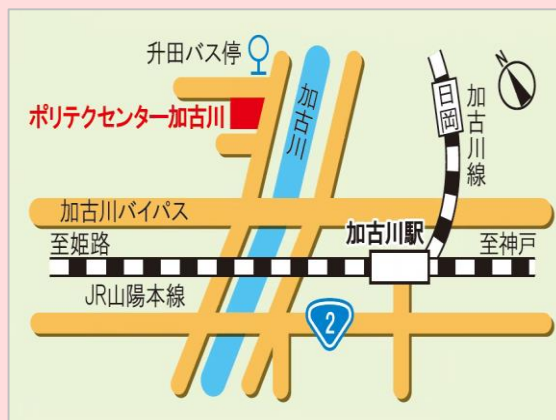 升田バス停
N
ポリテクセンター加古川
加古川
日岡
加古川線
加古川バイパス
至姫路
加古川駅
至神戸
JR山陽本線
2